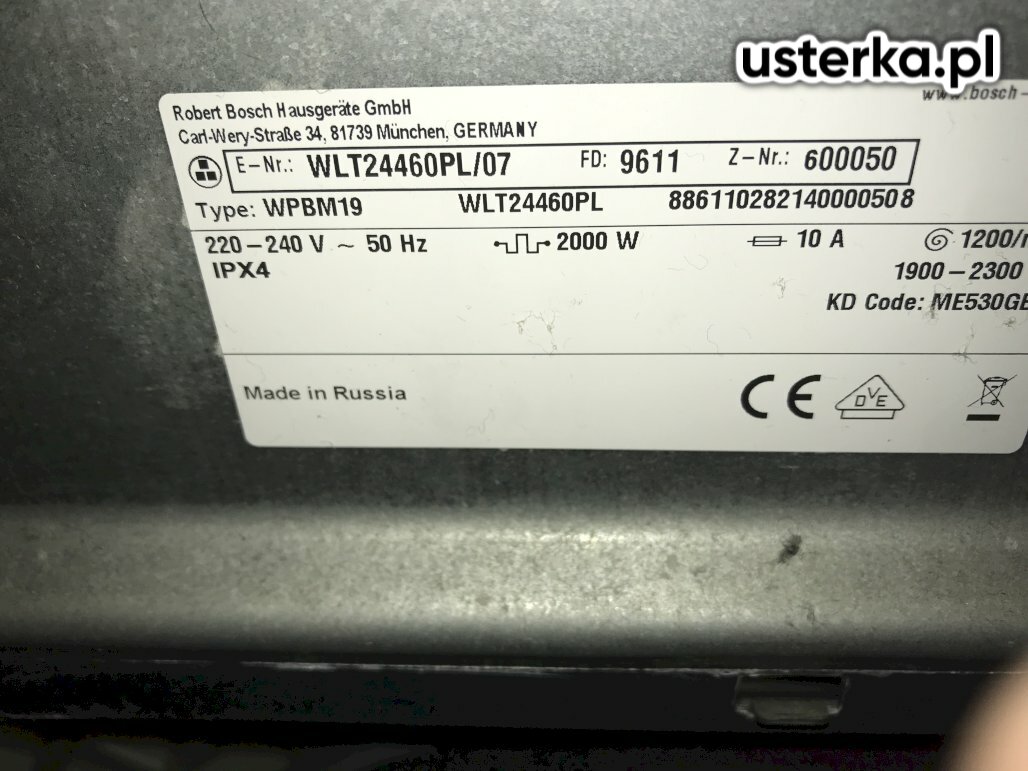 usterka.pl
www.bosch-
Robert Bosch Hausgeräte GmbH
Carl-Wery-Straße 34, 81739 München, GERMANY
E-Nr.: WLT24460PL/07 FD: 9611 Z-Nr.: 600050
Type: WPBM19 WLT24460PL 886110282140000508
220-240 V ~ 50 Hz 2000 W 10 A 1200/
IPX4 1900-2300
KD Code: ME530GE
Made in Russia CE DVE